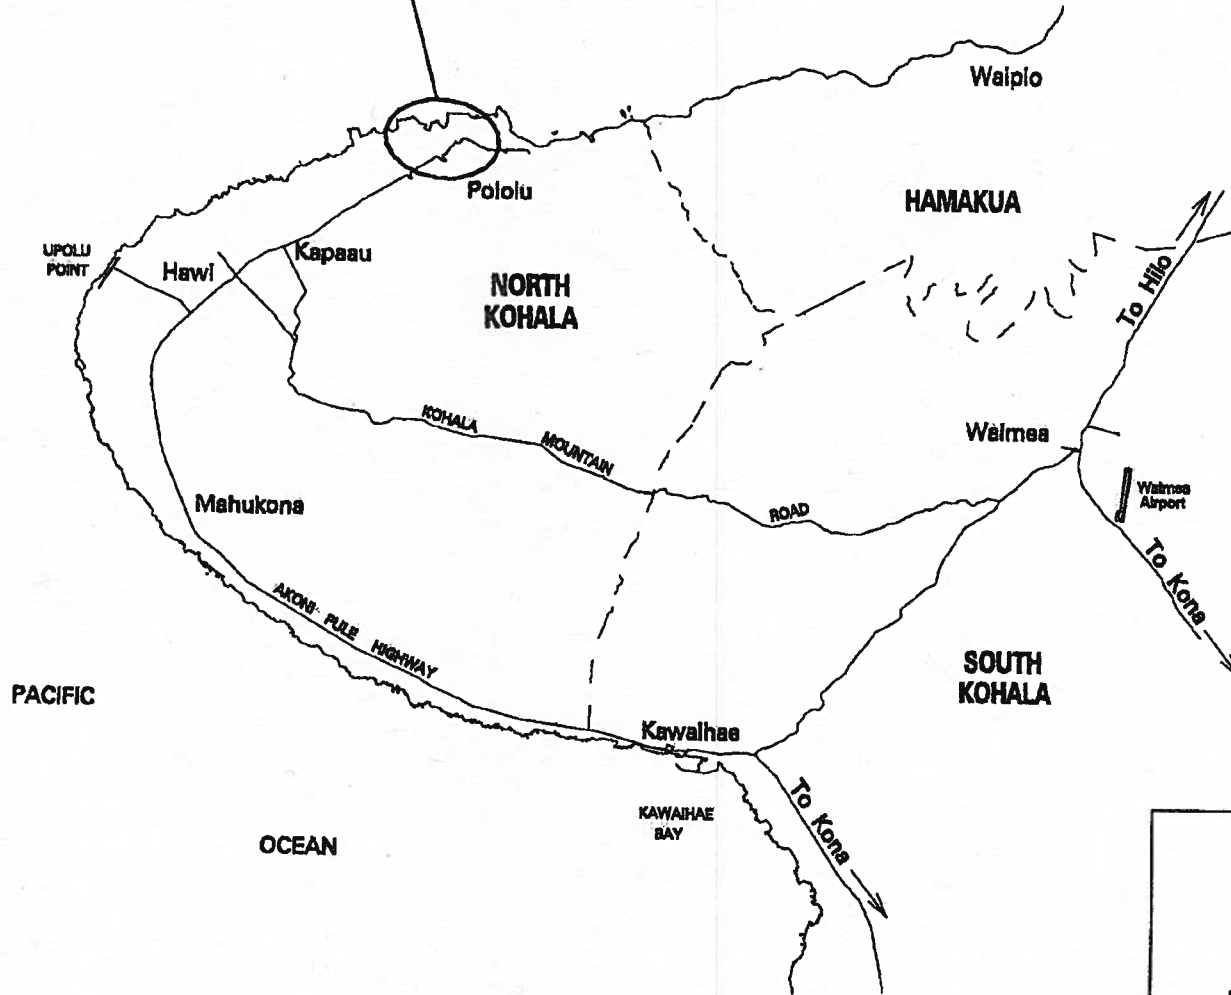 Waipio
Pololu
HAMAKUA
UPOLU
POINT
Hawi
Kapaau
NORTH
KOHALA
To Hilo
KOHALA MOUNTAIN ROAD
Waimea
Waimea
Airport
Mahukona
To Kona
AKONI PULE HIGHWAY
SOUTH
KOHALA
PACIFIC
Kawaihae
To Kona
KAWAIHAE
BAY
OCEAN